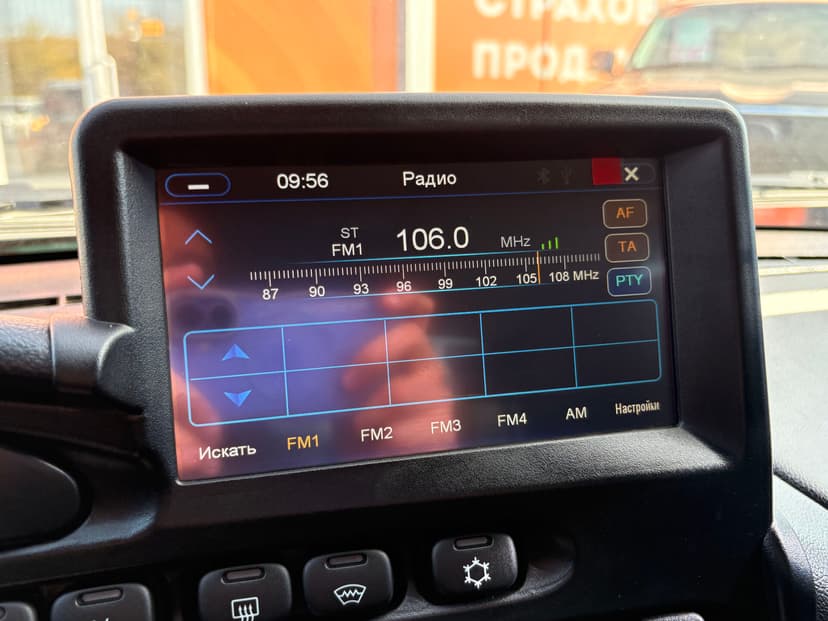 СТРАХОВ
ПРОД
09:56 Радио
AF
ST
FM1 106.0 MHz
TA
87 90 93 96 99 102 105 108 MHz
PTY
Искать FM1 FM2 FM3 FM4 AM Настройки